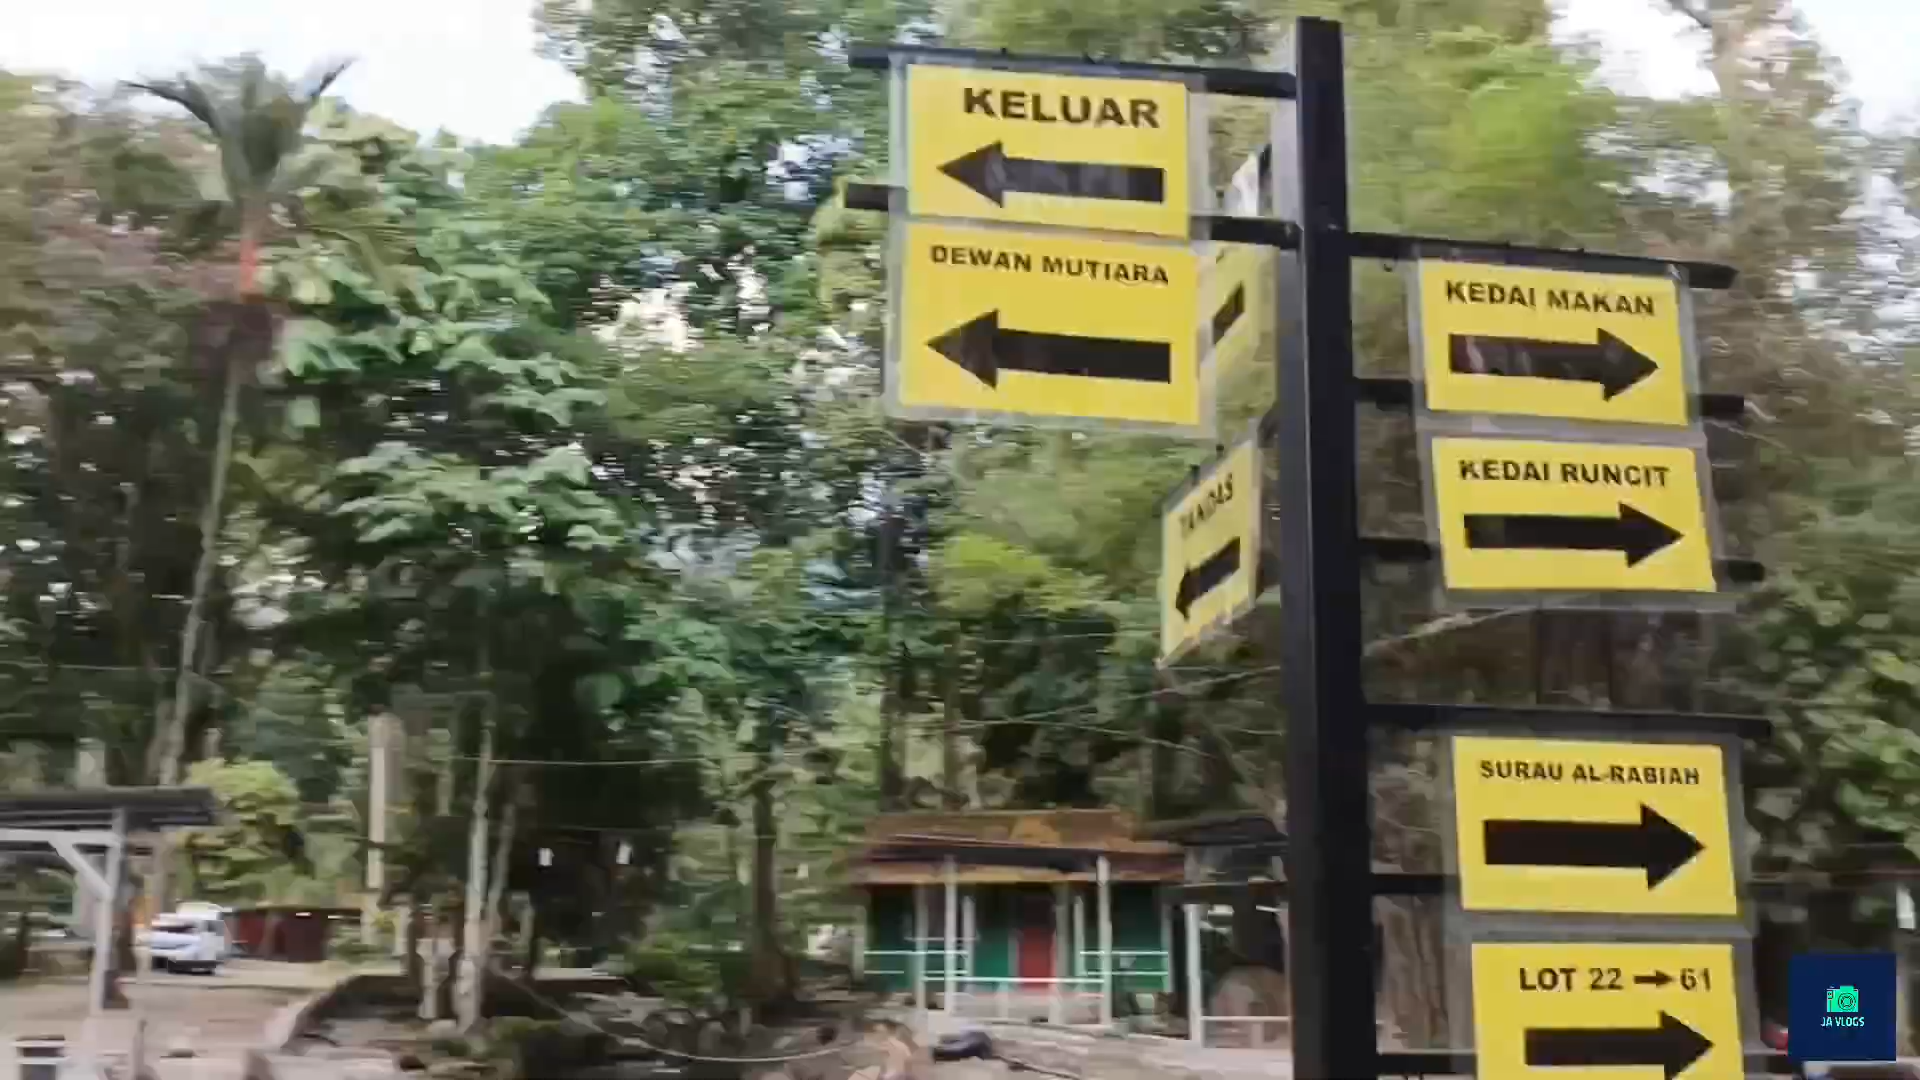 KELUAR
DEWAN MUTIARA
TANDAS
KEDAI MAKAN
KEDAI RUNCIT
SURAU AL-RABIAH
LOT 22 → 61
JA VLOGS